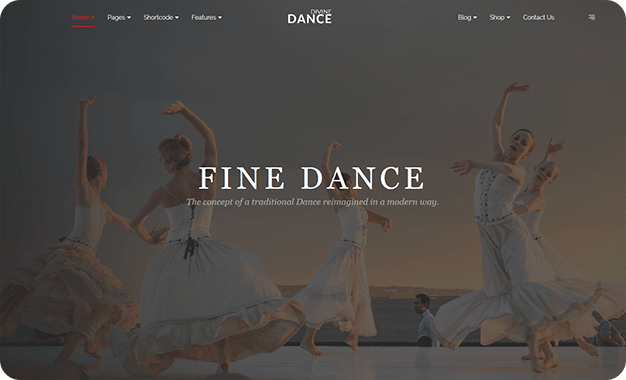 Home
Pages
Shortcode
Features
DIVINE
DANCE
Blog
Shop
Contact Us
FINE DANCE
The concept of a traditional Dance reimagined in a modern way.